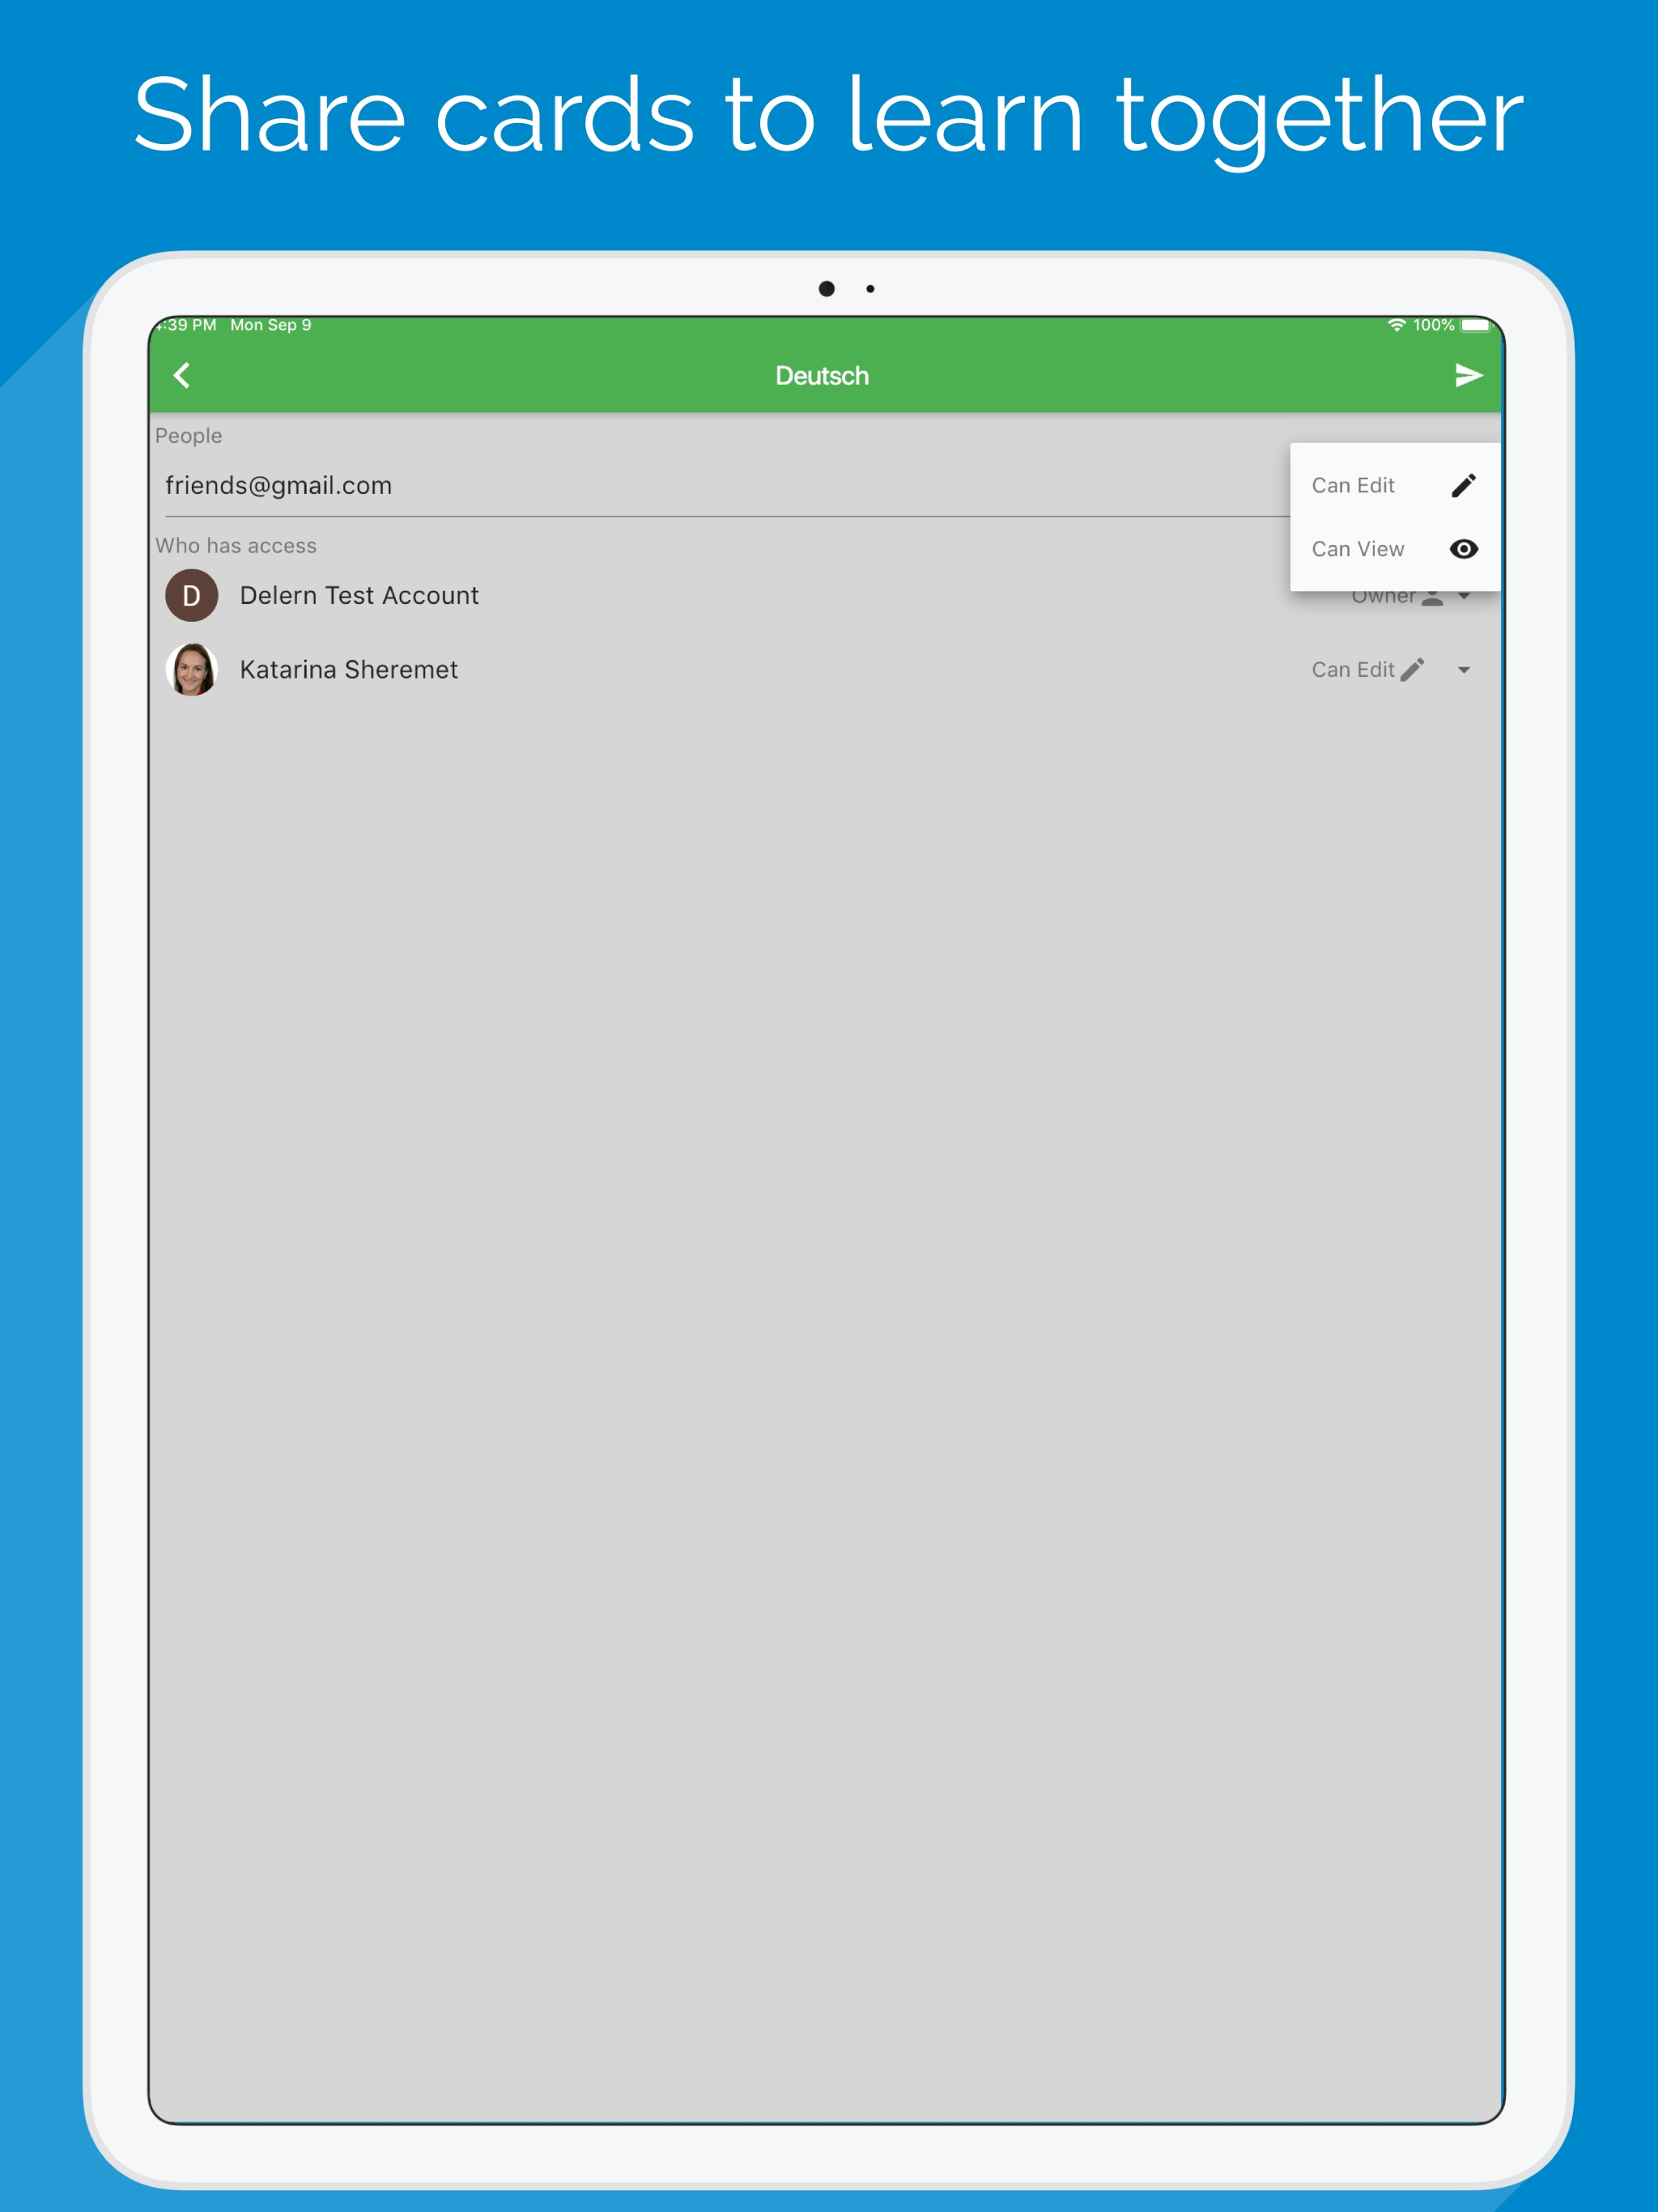 Share cards to learn together
4:39 PM Mon Sep 9 100%
Deutsch
People
friends@gmail.com
Can Edit
Can View
Who has access
D Delern Test Account Owner
Katarina Sheremet Can Edit